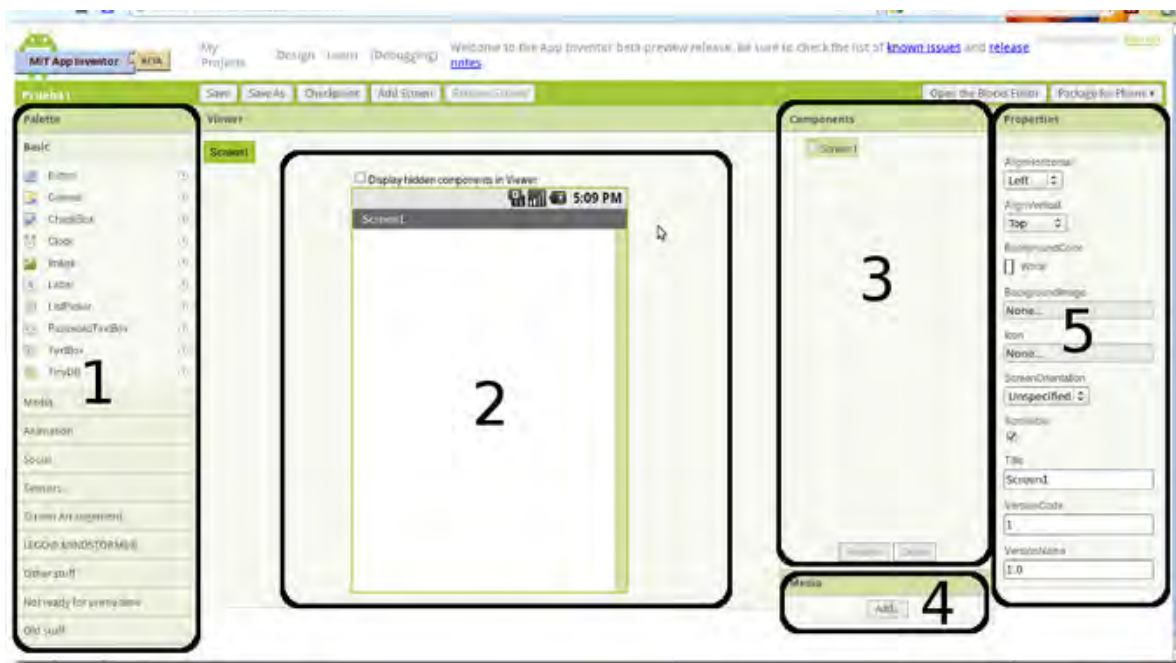 MIT App Inventor BETA
My Projects Design Learn (Debugging)
Welcome to the App Inventor beta preview release. Be sure to check the list of known issues and release notes.
Save Save As Checkpoint Add Screen Remove Screen
Open the Blocks Editor Package for Phone
Palette
Basic
Button
Canvas
CheckBox
Clock
Image
Label
ListPicker
PasswordTextBox
TextBox
TinyDB
Media
Animation
Social
Sensors
Screen Arrangement
LEGO® MINDSTORMS®
Other stuff
Not ready for prime time
Old stuff
1
Viewer
Screen1
Display hidden components in Viewer
5:09 PM
Screen1
2
Components
Screen1
3
Rename Delete
Media
Add...
4
Properties
AlignHorizontal
Left
AlignVertical
Top
BackgroundColor
White
BackgroundImage
None...
Icon
None...
5
ScreenOrientation
Unspecified
Scrollable
Title
Screen1
VersionCode
1
VersionName
1.0